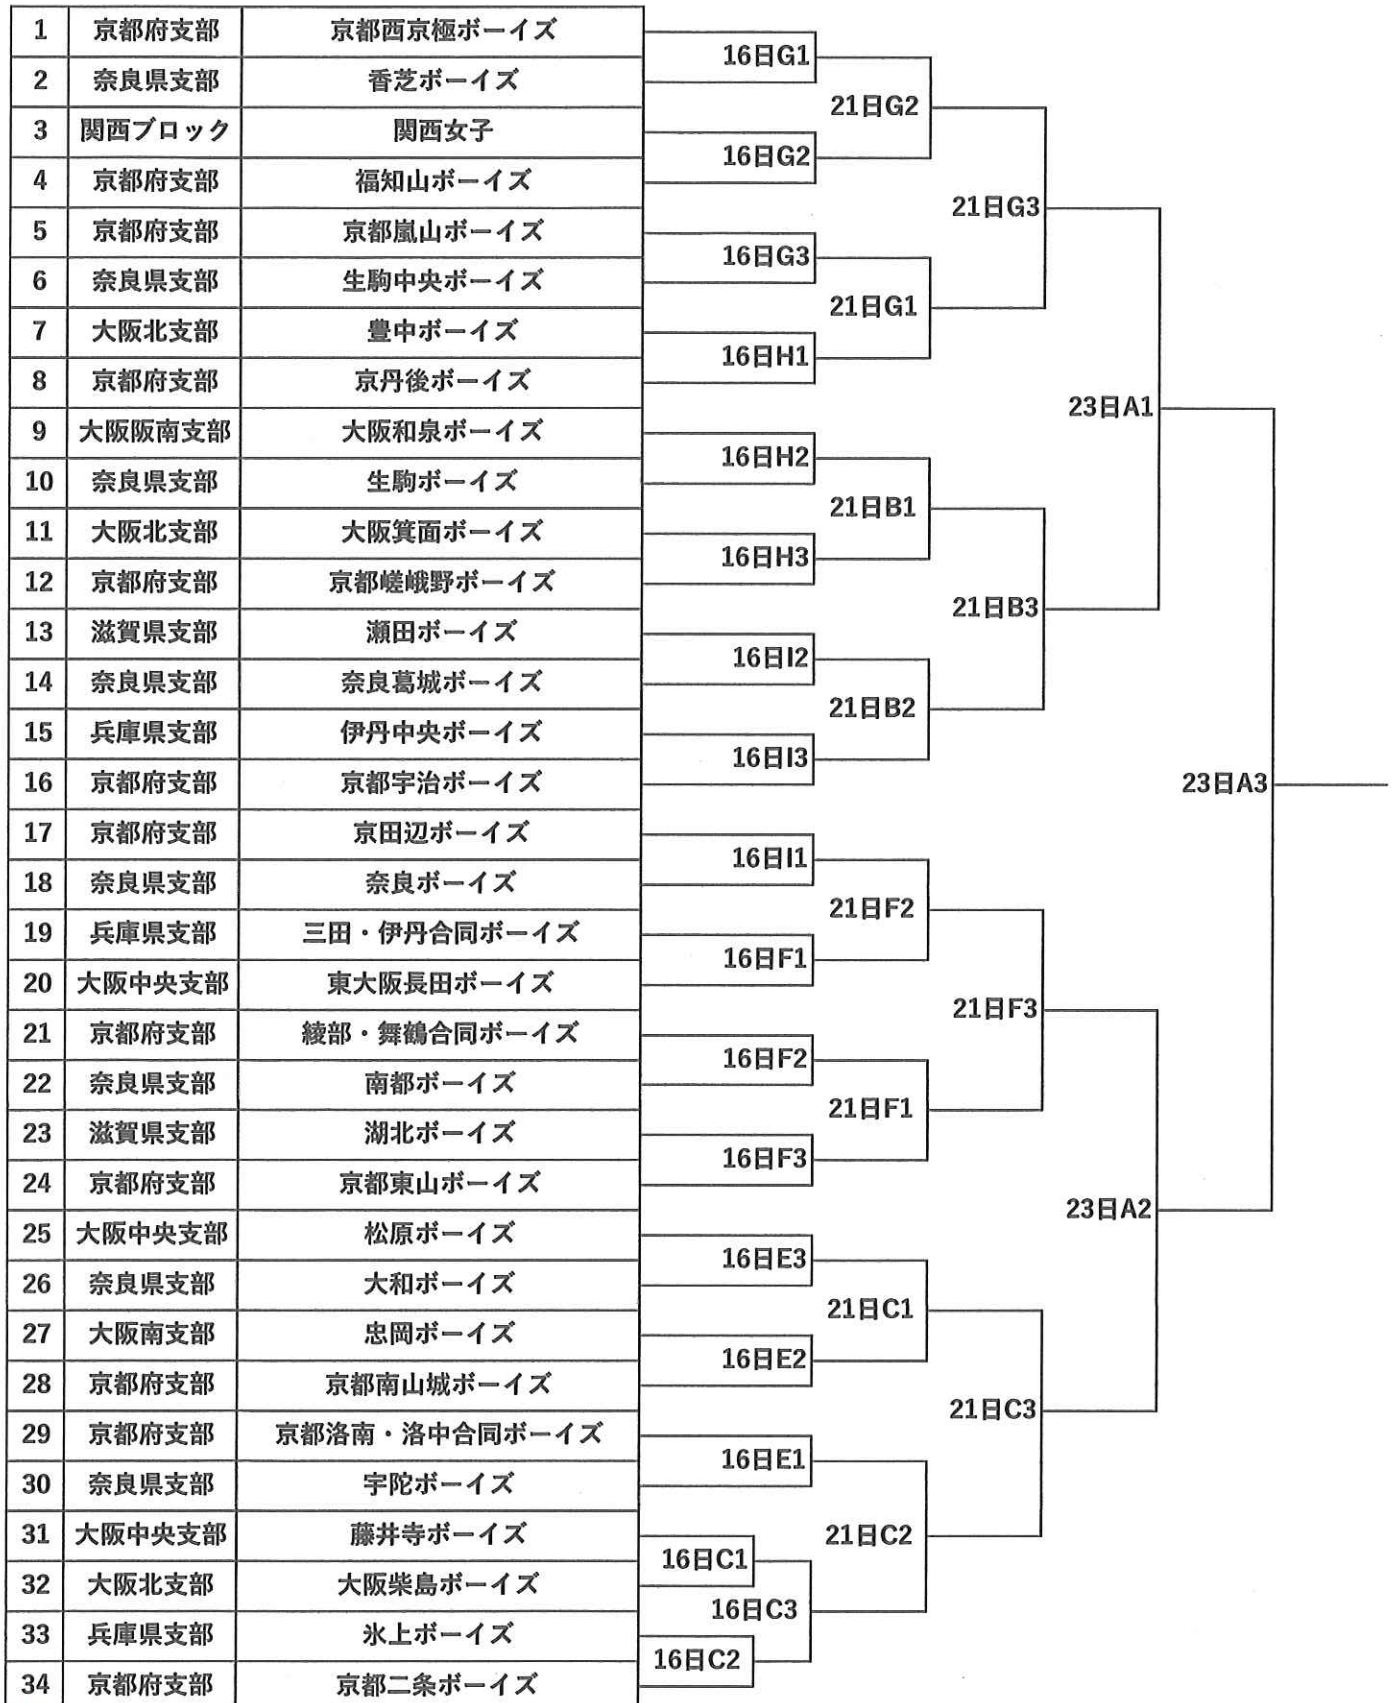 1 京都府支部 京都西京極ボーイズ
16日G1
2 奈良県支部 香芝ボーイズ
21日G2
3 関西ブロック 関西女子
16日G2
4 京都府支部 福知山ボーイズ
21日G3
5 京都府支部 京都嵐山ボーイズ
16日G3
6 奈良県支部 生駒中央ボーイズ
21日G1
7 大阪北支部 豊中ボーイズ
16日H1
8 京都府支部 京丹後ボーイズ
23日A1
9 大阪阪南支部 大阪和泉ボーイズ
16日H2
10 奈良県支部 生駒ボーイズ
21日B1
11 大阪北支部 大阪箕面ボーイズ
16日H3
12 京都府支部 京都嵯峨野ボーイズ
21日B3
13 滋賀県支部 瀬田ボーイズ
16日I2
14 奈良県支部 奈良葛城ボーイズ
21日B2
15 兵庫県支部 伊丹中央ボーイズ
16日I3
16 京都府支部 京都宇治ボーイズ
23日A3
17 京都府支部 京田辺ボーイズ
16日I1
18 奈良県支部 奈良ボーイズ
21日F2
19 兵庫県支部 三田・伊丹合同ボーイズ
16日F1
20 大阪中央支部 東大阪長田ボーイズ
21日F3
21 京都府支部 綾部・舞鶴合同ボーイズ
16日F2
22 奈良県支部 南都ボーイズ
21日F1
23 滋賀県支部 湖北ボーイズ
16日F3
24 京都府支部 京都東山ボーイズ
23日A2
25 大阪中央支部 松原ボーイズ
16日E3
26 奈良県支部 大和ボーイズ
21日C1
27 大阪南支部 忠岡ボーイズ
16日E2
28 京都府支部 京都南山城ボーイズ
21日C3
29 京都府支部 京都洛南・洛中合同ボーイズ
16日E1
30 奈良県支部 宇陀ボーイズ
31 大阪中央支部 藤井寺ボーイズ
21日C2
16日C1
32 大阪北支部 大阪柴島ボーイズ
16日C3
33 兵庫県支部 氷上ボーイズ
16日C2
34 京都府支部 京都二条ボーイズ